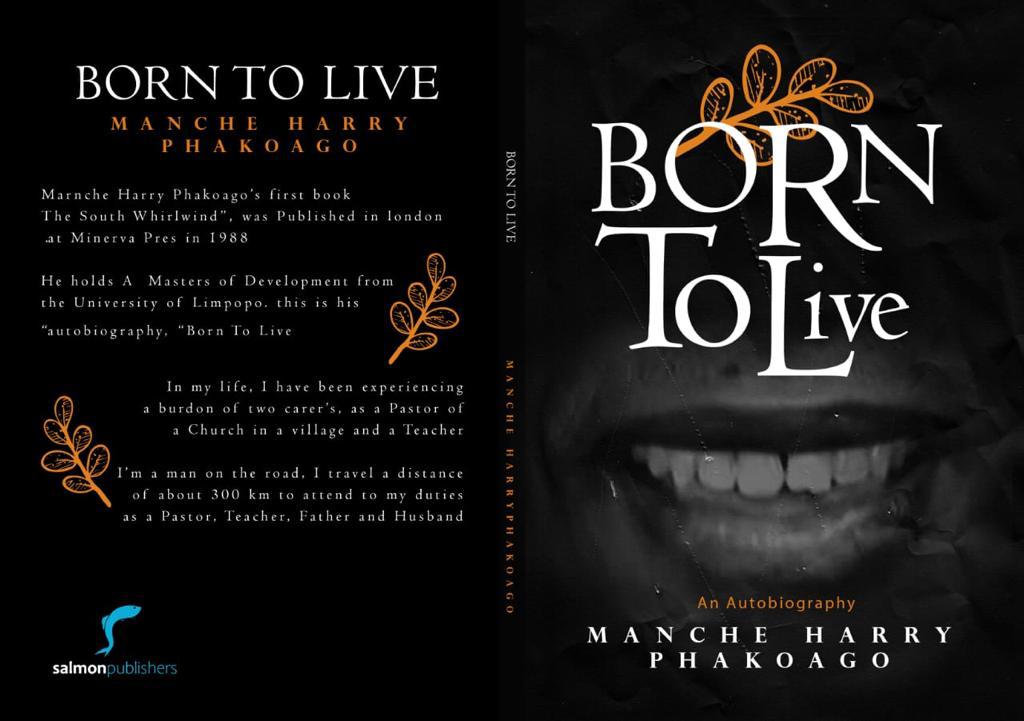 BORN TO LIVE
MANCHE HARRY
PHAKOAGO
Marnche Harry Phakoago's first book
The South Whirlwind", was Published in london
.at Minerva Pres in 1988
He holds A Masters of Development from
the University of Limpopo. this is his
"autobiography, "Born To Live
In my life, I have been experiencing
a burdon of two carer's, as a Pastor of
a Church in a village and a Teacher
I'm a man on the road, I travel a distance
of about 300 km to attend to my duties
as a Pastor, Teacher, Father and Husband
salmonpublishers
BORN TO LIVE
MANCHE HARRYPHAKOAGO
BORN
To Live
An Autobiography
MANCHE HARRY
PHAKOAGO